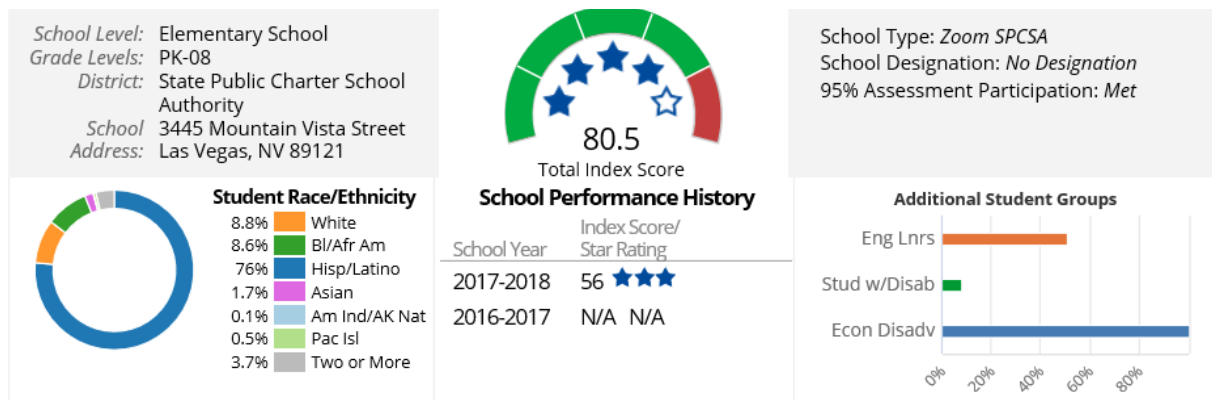 School Level: Elementary School
Grade Levels: PK-08
District: State Public Charter School
Authority
School 3445 Mountain Vista Street
Address: Las Vegas, NV 89121
80.5
Total Index Score
School Type: Zoom SPCSA
School Designation: No Designation
95% Assessment Participation: Met
Student Race/Ethnicity
8.8% White
8.6% Bl/Afr Am
76% Hisp/Latino
1.7% Asian
0.1% Am Ind/AK Nat
0.5% Pac Isl
3.7% Two or More
School Performance History
Index Score/
School Year Star Rating
2017-2018 56
2016-2017 N/A N/A
Additional Student Groups
Eng Lnrs
Stud w/Disab
Econ Disadv
0% 20% 40% 60% 80%